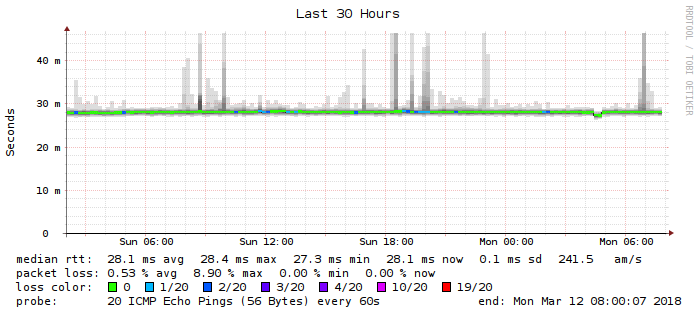 Last 30 Hours
RRDTOOL / TOBI OETIKER
Seconds
40 m
30 m
20 m
10 m
0
Sun 06:00 Sun 12:00 Sun 18:00 Mon 00:00 Mon 06:00
median rtt: 28.1 ms avg 28.4 ms max 27.3 ms min 28.1 ms now 0.1 ms sd 241.5 am/s
packet loss: 0.53 % avg 8.90 % max 0.00 % min 0.00 % now
loss color: 0 1/20 2/20 3/20 4/20 10/20 19/20
probe: 20 ICMP Echo Pings (56 Bytes) every 60s end: Mon Mar 12 08:00:07 2018